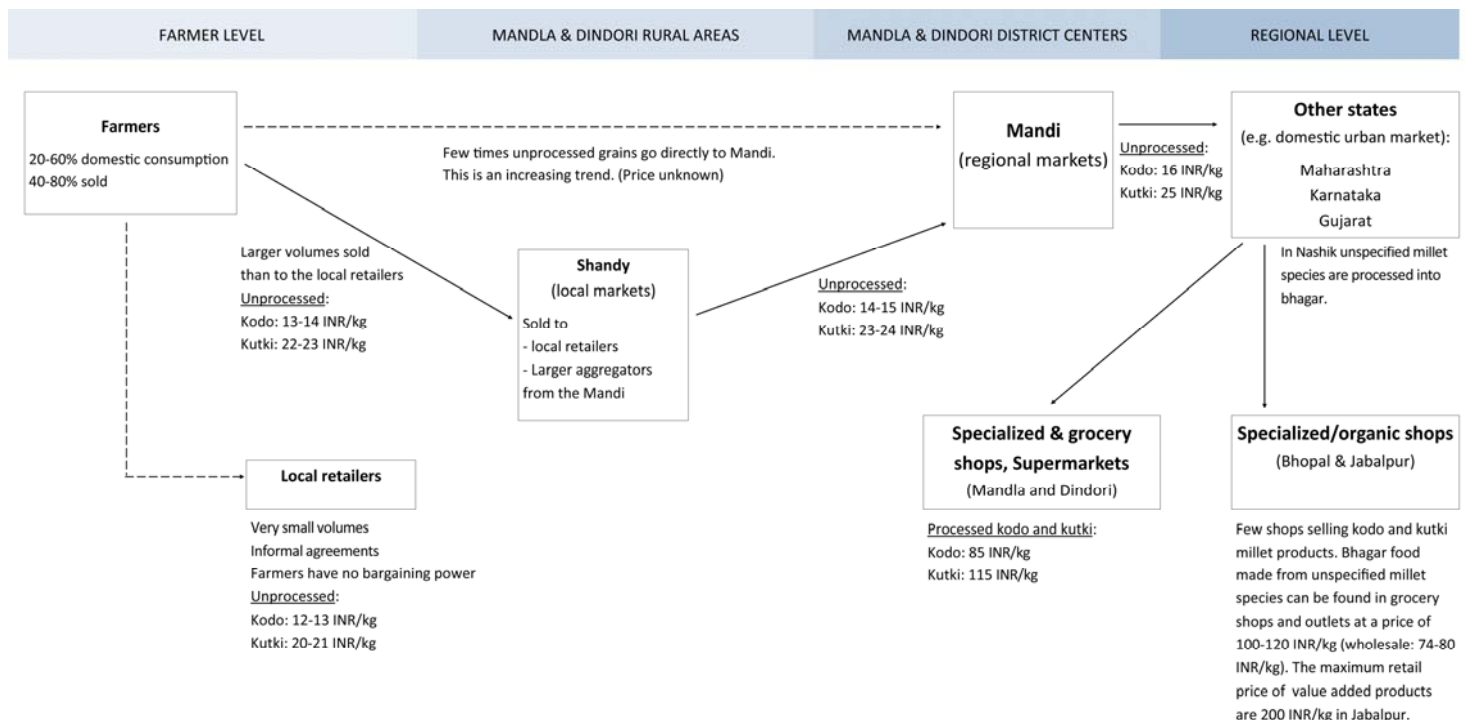 FARMER LEVEL
MANDLA & DINDORI RURAL AREAS
MANDLA & DINDORI DISTRICT CENTERS
REGIONAL LEVEL
Farmers
20-60% domestic consumption
40-80% sold
Few times unprocessed grains go directly to Mandi.
This is an increasing trend. (Price unknown)
Mandi
(regional markets)
Unprocessed:
Kodo: 16 INR/kg
Kutki: 25 INR/kg
Other states
(e.g. domestic urban market):
Maharashtra
Karnataka
Gujarat
In Nashik unspecified millet
species are processed into
bhagar.
Larger volumes sold
than to the local retailers
Unprocessed:
Kodo: 13-14 INR/kg
Kutki: 22-23 INR/kg
Shandy
(local markets)
Sold to
- local retailers
- Larger aggregators
from the Mandi
Unprocessed:
Kodo: 14-15 INR/kg
Kutki: 23-24 INR/kg
Local retailers
Very small volumes
Informal agreements
Farmers have no bargaining power
Unprocessed:
Kodo: 12-13 INR/kg
Kutki: 20-21 INR/kg
Specialized & grocery
shops, Supermarkets
(Mandla and Dindori)
Processed kodo and kutki:
Kodo: 85 INR/kg
Kutki: 115 INR/kg
Specialized/organic shops
(Bhopal & Jabalpur)
Few shops selling kodo and kutki
millet products. Bhagar food
made from unspecified millet
species can be found in grocery
shops and outlets at a price of
100-120 INR/kg (wholesale: 74-80
INR/kg). The maximum retail
price of value added products
are 200 INR/kg in Jabalpur.